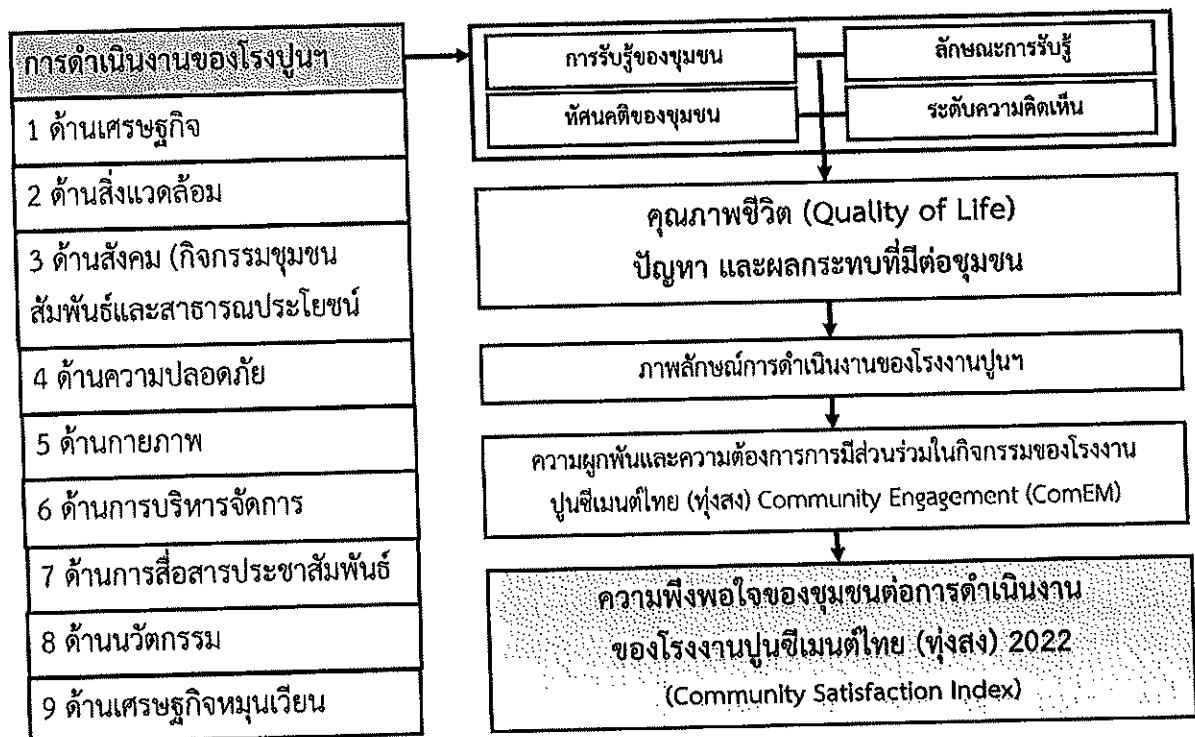 การดำเนินงานของโรงปูนฯ
1 ด้านเศรษฐกิจ
2 ด้านสิ่งแวดล้อม
3 ด้านสังคม (กิจกรรมชุมชน
สัมพันธ์และสาธารณประโยชน์
4 ด้านความปลอดภัย
5 ด้านกายภาพ
6 ด้านการบริหารจัดการ
7 ด้านการสื่อสารประชาสัมพันธ์
8 ด้านนวัตกรรม
9 ด้านเศรษฐกิจหมุนเวียน
การรับรู้ของชุมชน
ลักษณะการรับรู้
ทัศนคติของชุมชน
ระดับความคิดเห็น
คุณภาพชีวิต (Quality of Life)
ปัญหา และผลกระทบที่มีต่อชุมชน
ภาพลักษณ์การดำเนินงานของโรงงานปูนฯ
ความผูกพันและความต้องการการมีส่วนร่วมในกิจกรรมของโรงงาน
ปูนซีเมนต์ไทย (ทุ่งสง) Community Engagement (ComEM)
ความพึงพอใจของชุมชนต่อการดำเนินงาน
ของโรงงานปูนซีเมนต์ไทย (ทุ่งสง) 2022
(Community Satisfaction Index)